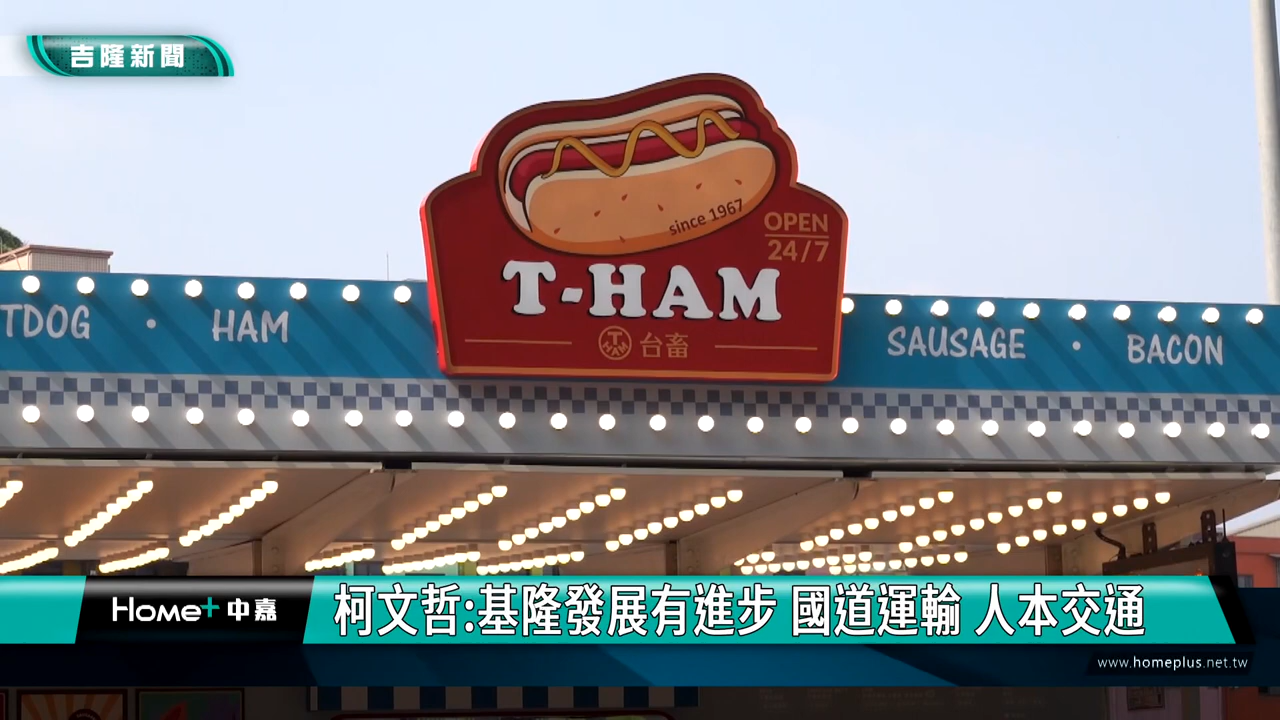 吉隆新聞
since 1967
OPEN
24/7
T-HAM
T
HAM
台畜
TDOG • HAM
SAUSAGE • BACON
Home+ 中嘉
柯文哲:基隆發展有進步 國道運輸 人本交通
www.homeplus.net.tw